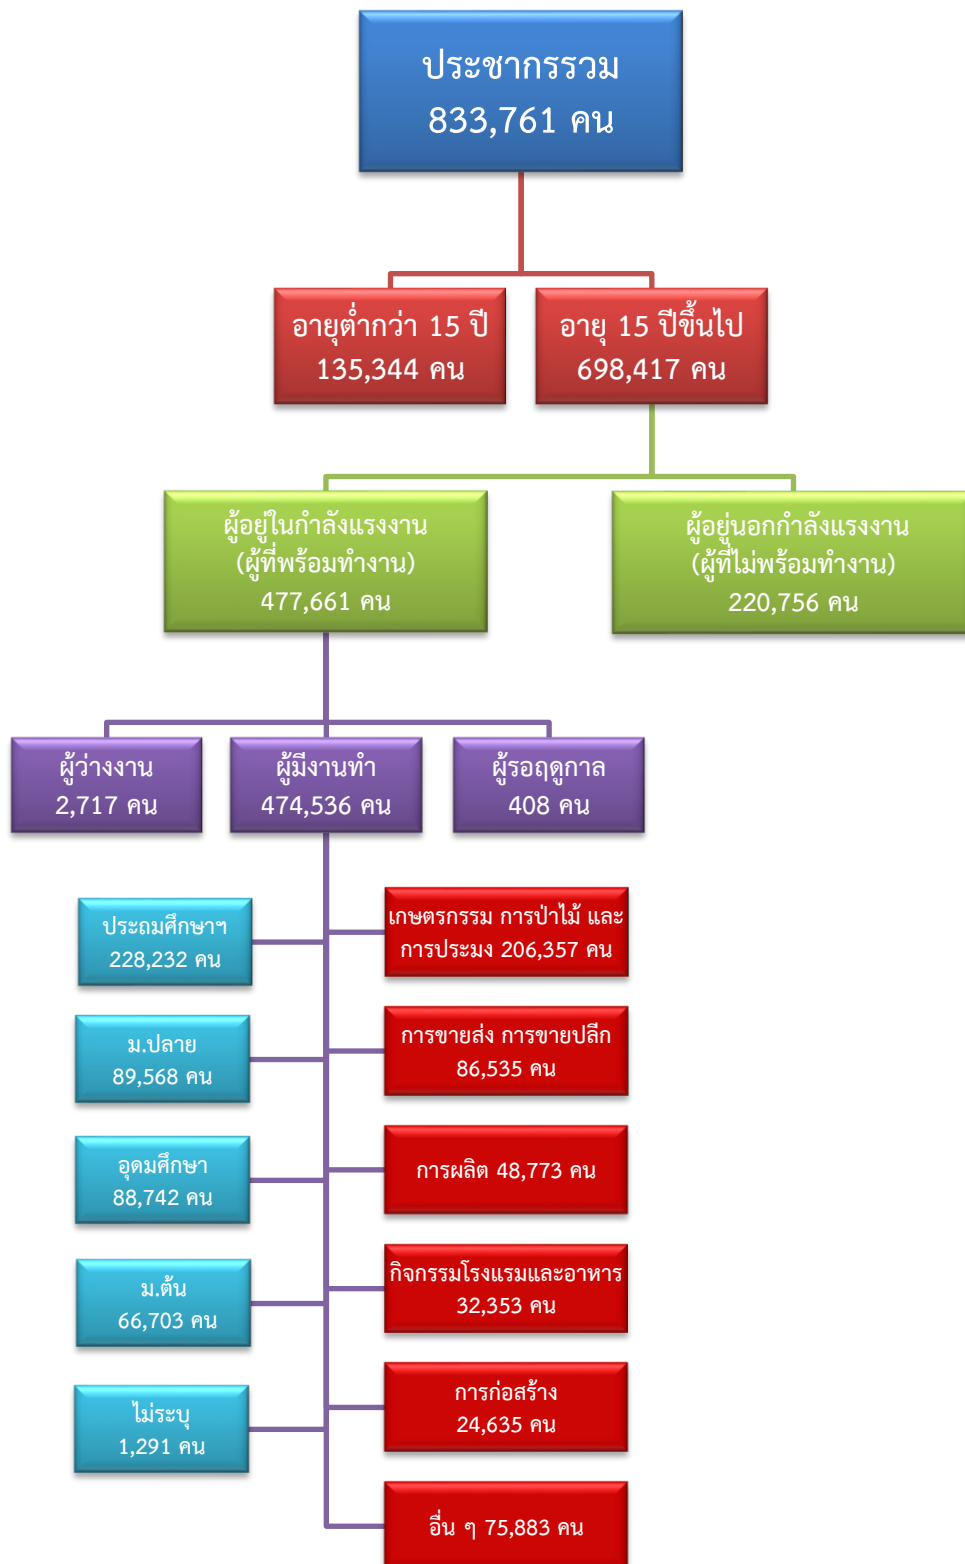 ประชากรรวม
833,761 คน
อายุต่ำกว่า 15 ปี
135,344 คน
อายุ 15 ปีขึ้นไป
698,417 คน
ผู้อยู่ในกำลังแรงงาน
(ผู้ที่พร้อมทำงาน)
477,661 คน
ผู้อยู่นอกกำลังแรงงาน
(ผู้ที่ไม่พร้อมทำงาน)
220,756 คน
ผู้ว่างงาน
2,717 คน
ผู้มีงานทำ
474,536 คน
ผู้รอฤดูกาล
408 คน
ประถมศึกษาฯ
228,232 คน
ม.ปลาย
89,568 คน
อุดมศึกษา
88,742 คน
ม.ต้น
66,703 คน
ไม่ระบุ
1,291 คน
เกษตรกรรม การป่าไม้ และ
การประมง 206,357 คน
การขายส่ง การขายปลีก
86,535 คน
การผลิต 48,773 คน
กิจกรรมโรงแรมและอาหาร
32,353 คน
การก่อสร้าง
24,635 คน
อื่น ๆ 75,883 คน